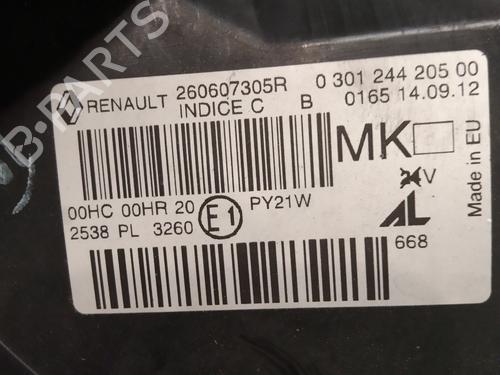 RENAULT 260607305R 0 301 244 205 00
INDICE C B 0165 14.09.12
MK
V
Made in EU
00HC 00HR 20 E1 PY21W
2538 PL 3260
AL
668
B-PARTS